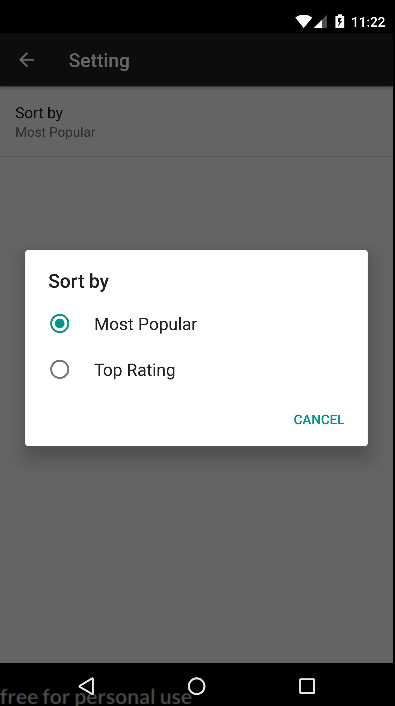 11:22
Setting
Sort by
Most Popular
Sort by
Most Popular
Top Rating
CANCEL
free for personal use